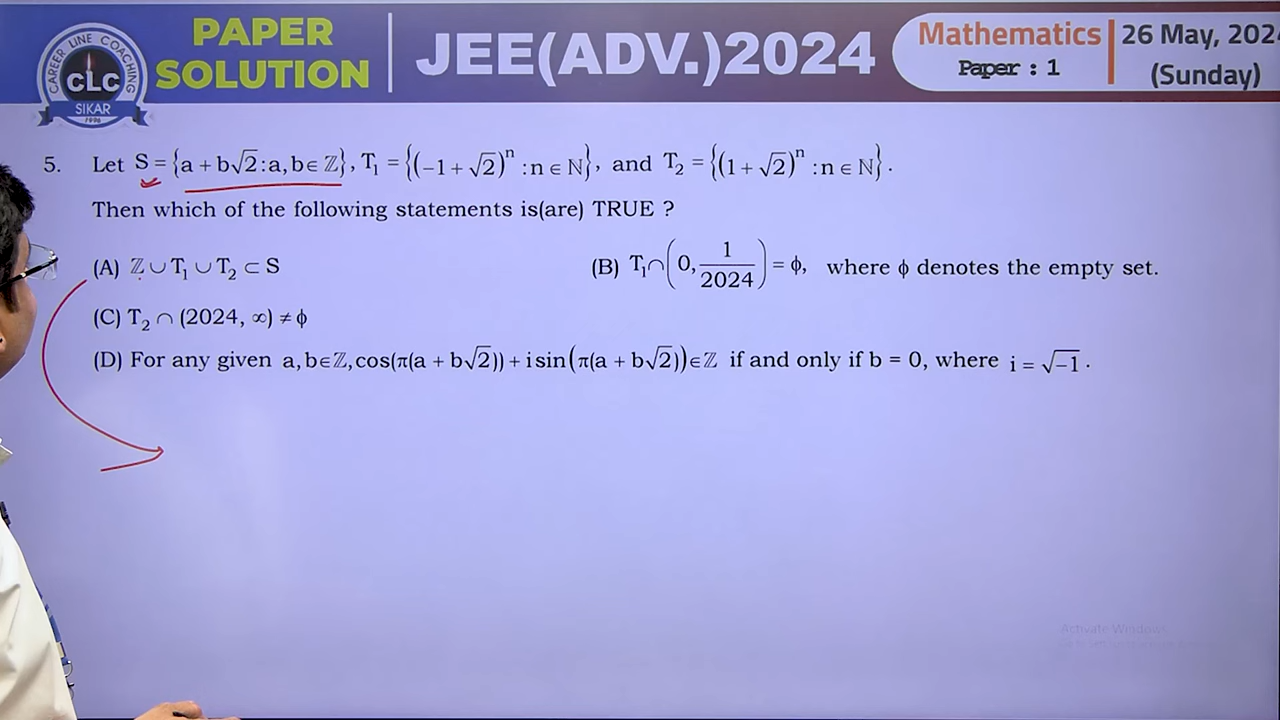 CAREER LINE COACHING
CLC
SIKAR
1996
PAPER
SOLUTION
JEE(ADV.)2024
Mathematics
Paper : 1
26 May, 202
(Sunday)
5. Let S = {a + b√2 : a, b ∈ ℤ}, T₁ = {(−1 + √2)ⁿ : n ∈ ℕ}, and T₂ = {(1 + √2)ⁿ : n ∈ ℕ}.
Then which of the following statements is(are) TRUE ?
(A) ℤ ∪ T₁ ∪ T₂ ⊂ S
(B) T₁∩(0, 1/2024) = ϕ, where ϕ denotes the empty set.
(C) T₂ ∩ (2024, ∞) ≠ ϕ
(D) For any given a, b∈ℤ, cos(π(a + b√2)) + i sin(π(a + b√2))∈ℤ if and only if b = 0, where i = √−1 .
Activate Windows